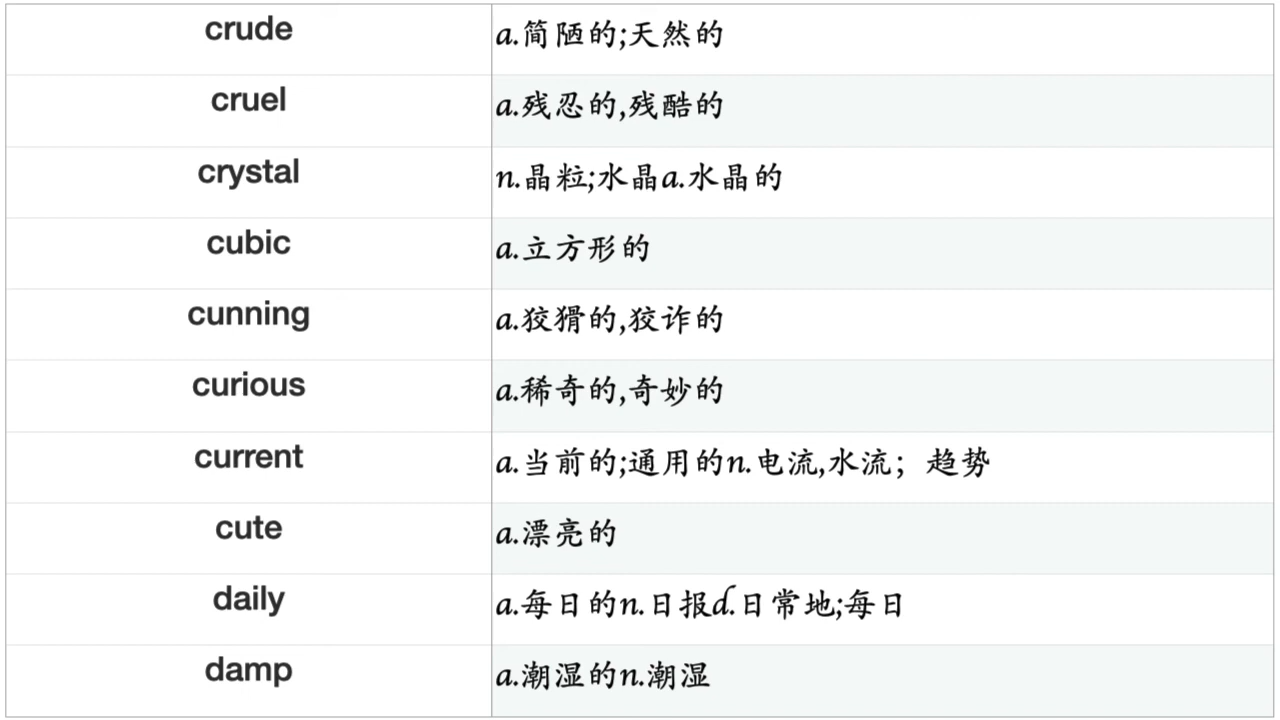 crude a.简陋的;天然的
cruel a.残忍的,残酷的
crystal n.晶粒;水晶a.水晶的
cubic a.立方形的
cunning a.狡猾的,狡诈的
curious a.稀奇的,奇妙的
current a.当前的;通用的n.电流,水流；趋势
cute a.漂亮的
daily a.每日的n.日报d.日常地;每日
damp a.潮湿的n.潮湿